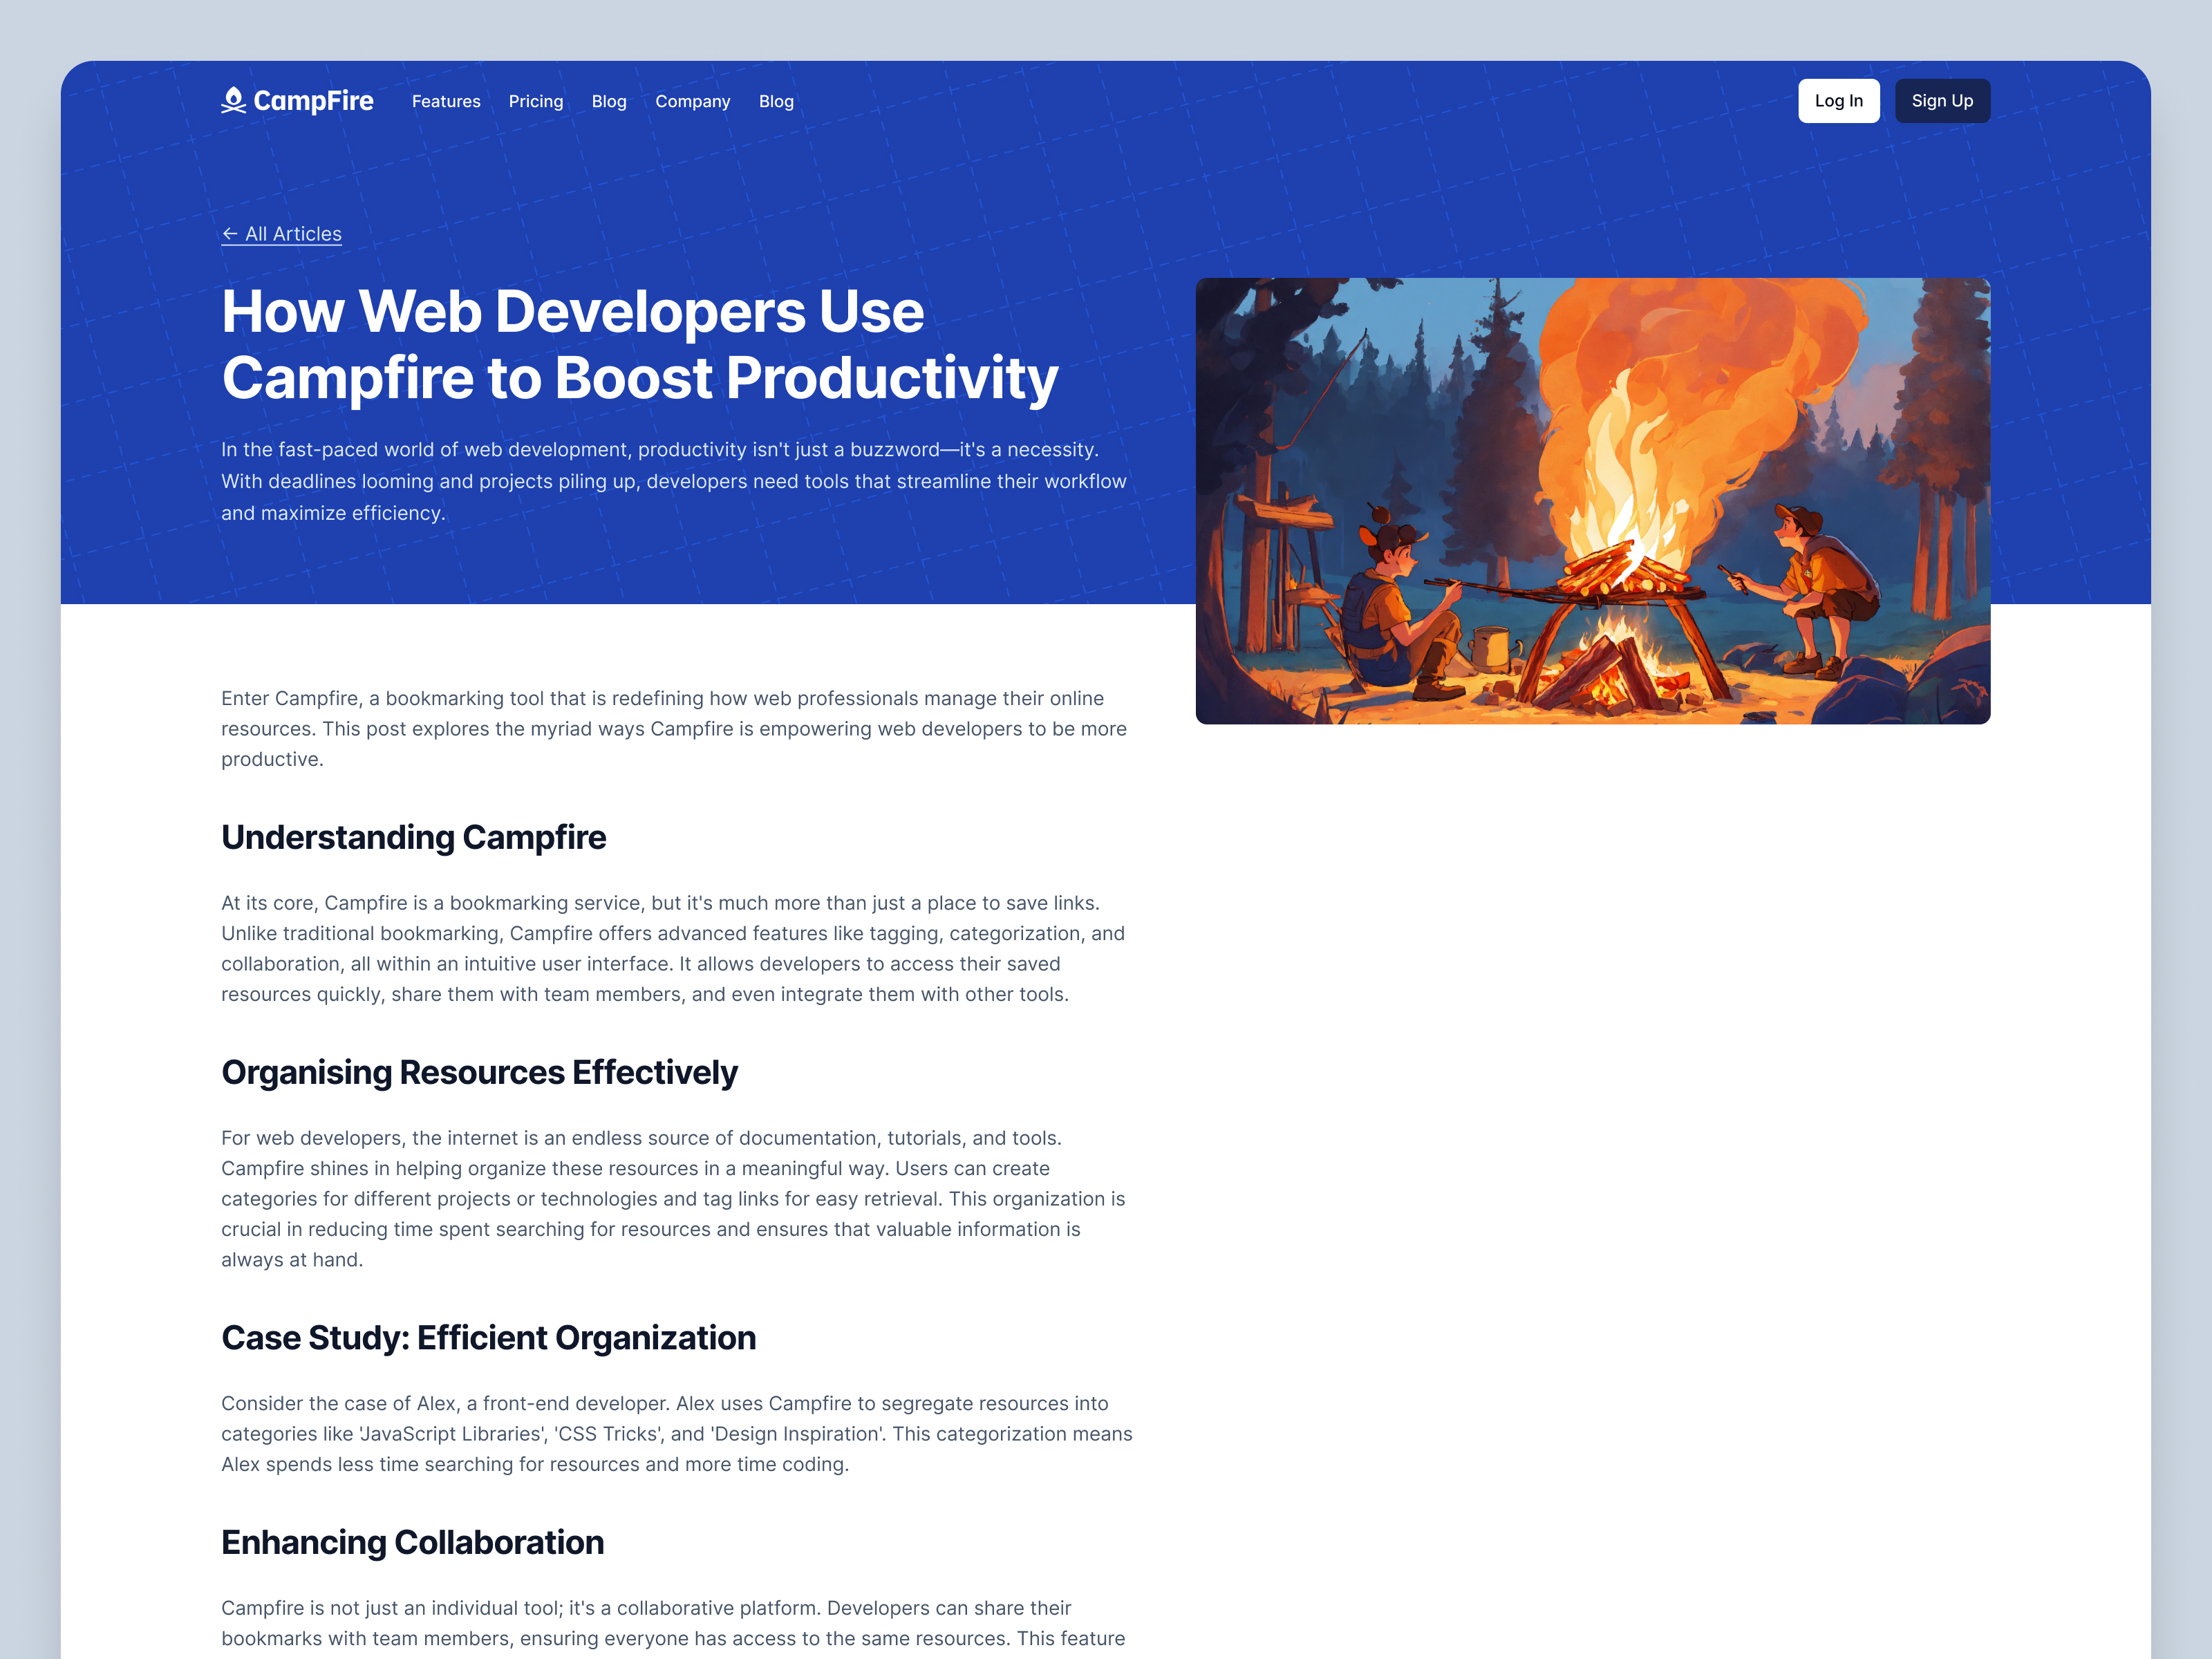 CampFire
Features
Pricing
Blog
Company
Blog
Log In
Sign Up
← All Articles
How Web Developers Use
Campfire to Boost Productivity
In the fast-paced world of web development, productivity isn't just a buzzword—it's a necessity.
With deadlines looming and projects piling up, developers need tools that streamline their workflow
and maximize efficiency.
Enter Campfire, a bookmarking tool that is redefining how web professionals manage their online
resources. This post explores the myriad ways Campfire is empowering web developers to be more
productive.
Understanding Campfire
At its core, Campfire is a bookmarking service, but it's much more than just a place to save links.
Unlike traditional bookmarking, Campfire offers advanced features like tagging, categorization, and
collaboration, all within an intuitive user interface. It allows developers to access their saved
resources quickly, share them with team members, and even integrate them with other tools.
Organising Resources Effectively
For web developers, the internet is an endless source of documentation, tutorials, and tools.
Campfire shines in helping organize these resources in a meaningful way. Users can create
categories for different projects or technologies and tag links for easy retrieval. This organization is
crucial in reducing time spent searching for resources and ensures that valuable information is
always at hand.
Case Study: Efficient Organization
Consider the case of Alex, a front-end developer. Alex uses Campfire to segregate resources into
categories like 'JavaScript Libraries', 'CSS Tricks', and 'Design Inspiration'. This categorization means
Alex spends less time searching for resources and more time coding.
Enhancing Collaboration
Campfire is not just an individual tool; it's a collaborative platform. Developers can share their
bookmarks with team members, ensuring everyone has access to the same resources. This feature